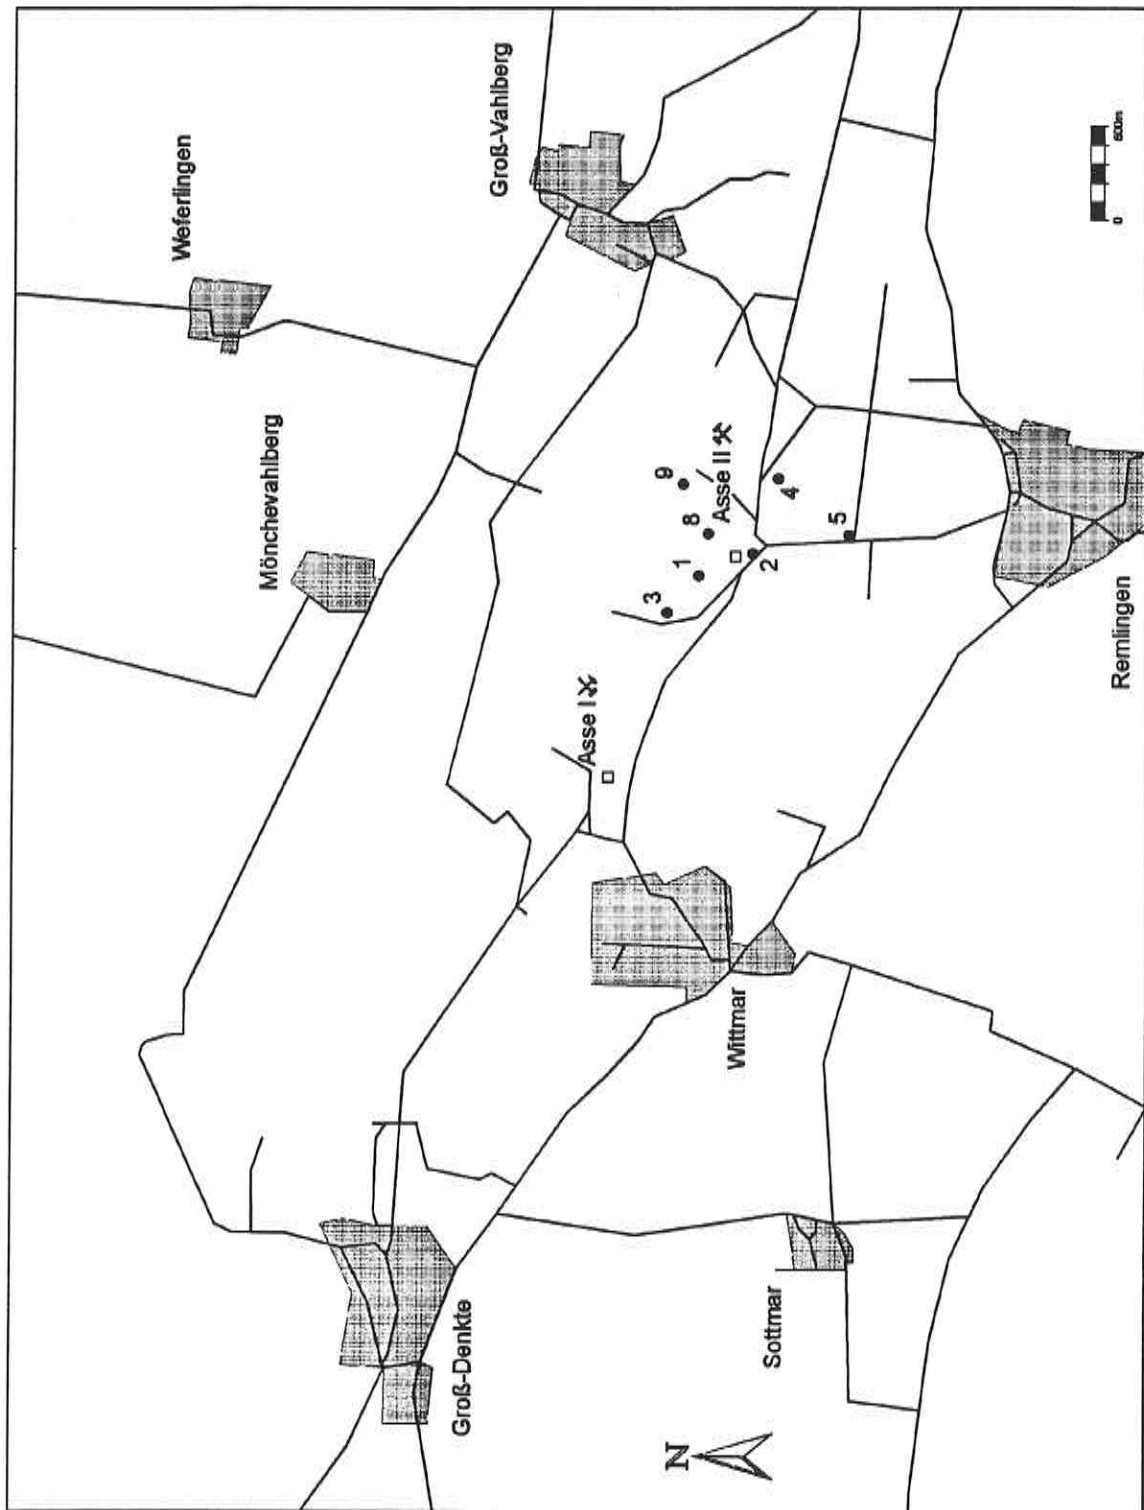 Weferlingen
Mönchevahlberg
Groß-Denkte
Groß-Vahlberg
Asse I
3
9
N
1
8
Asse II
Wittmar
2
Sottmar
4
5
Remlingen
0 600m